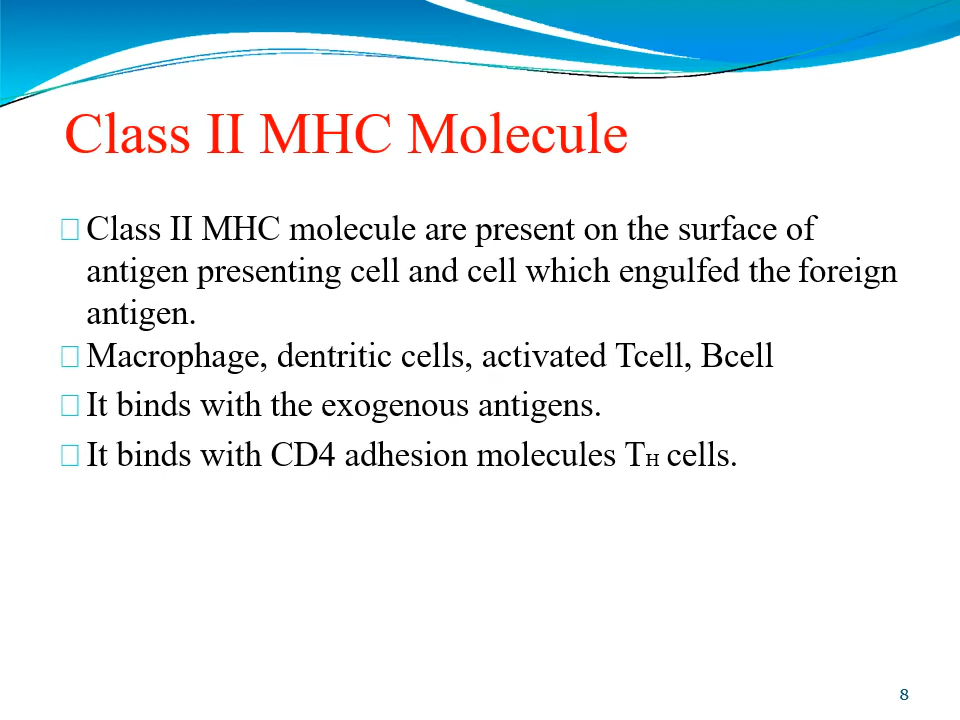 Class II MHC Molecule
Class II MHC molecule are present on the surface of
antigen presenting cell and cell which engulfed the foreign
antigen.
Macrophage, dentritic cells, activated Tcell, Bcell
It binds with the exogenous antigens.
It binds with CD4 adhesion molecules TH cells.
8